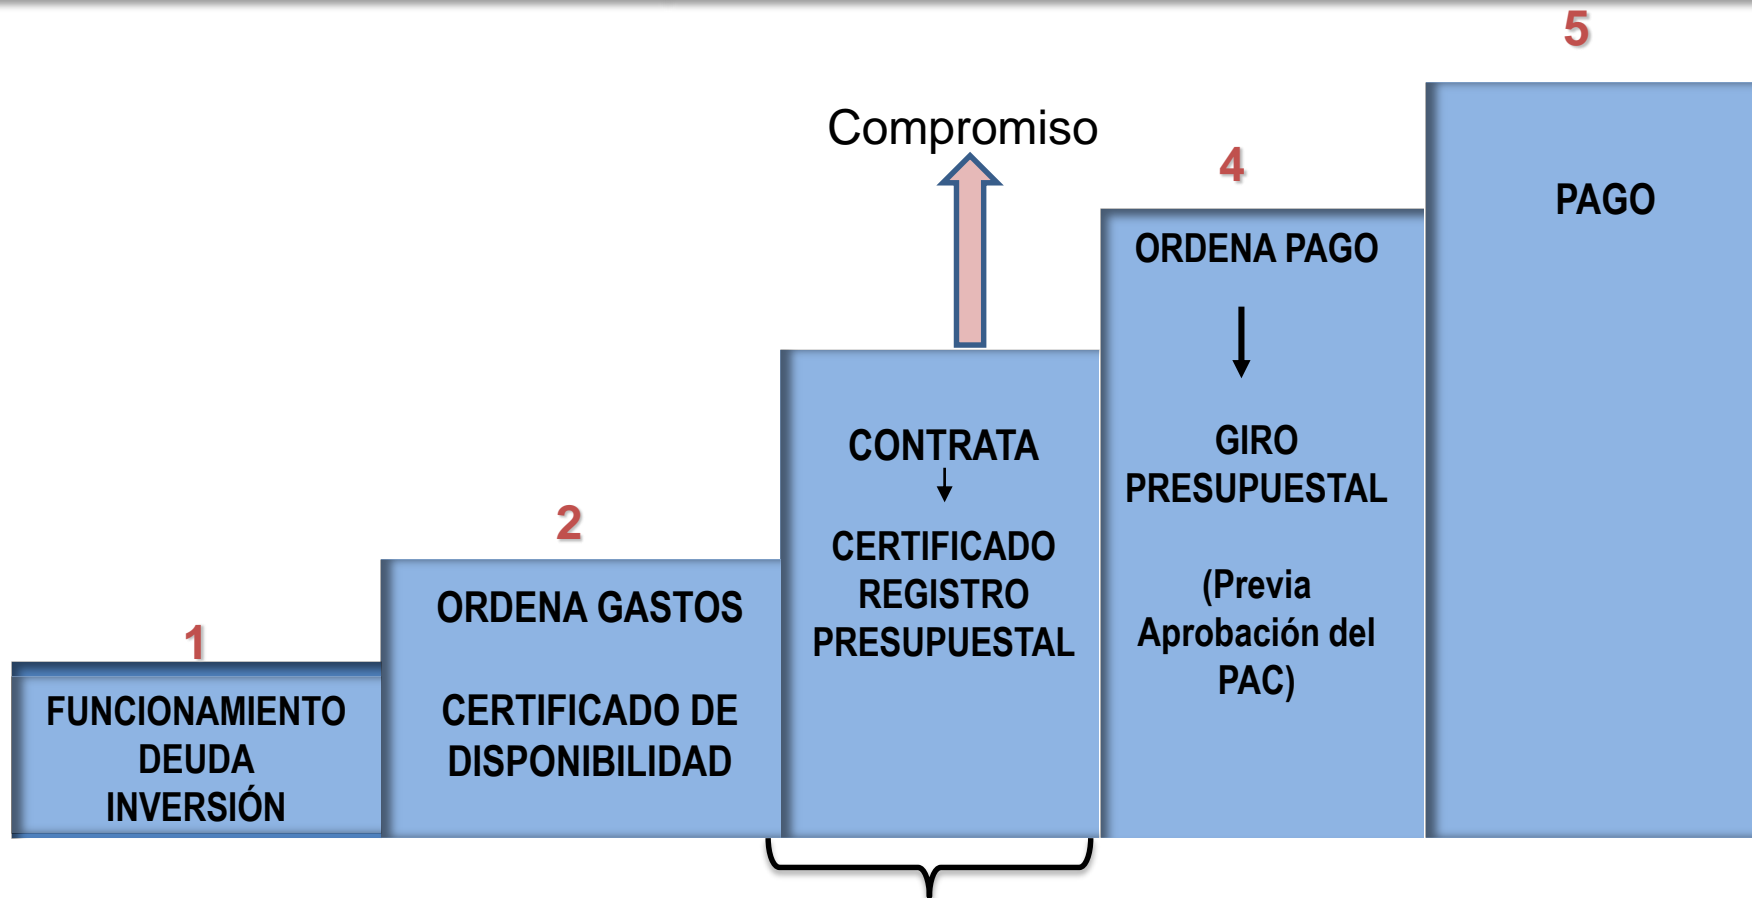 1
FUNCIONAMIENTO
DEUDA
INVERSIÓN
2
ORDENA GASTOS
CERTIFICADO DE
DISPONIBILIDAD
Compromiso
CONTRATA
CERTIFICADO
REGISTRO
PRESUPUESTAL
4
ORDENA PAGO
GIRO
PRESUPUESTAL
(Previa
Aprobación del
PAC)
5
PAGO